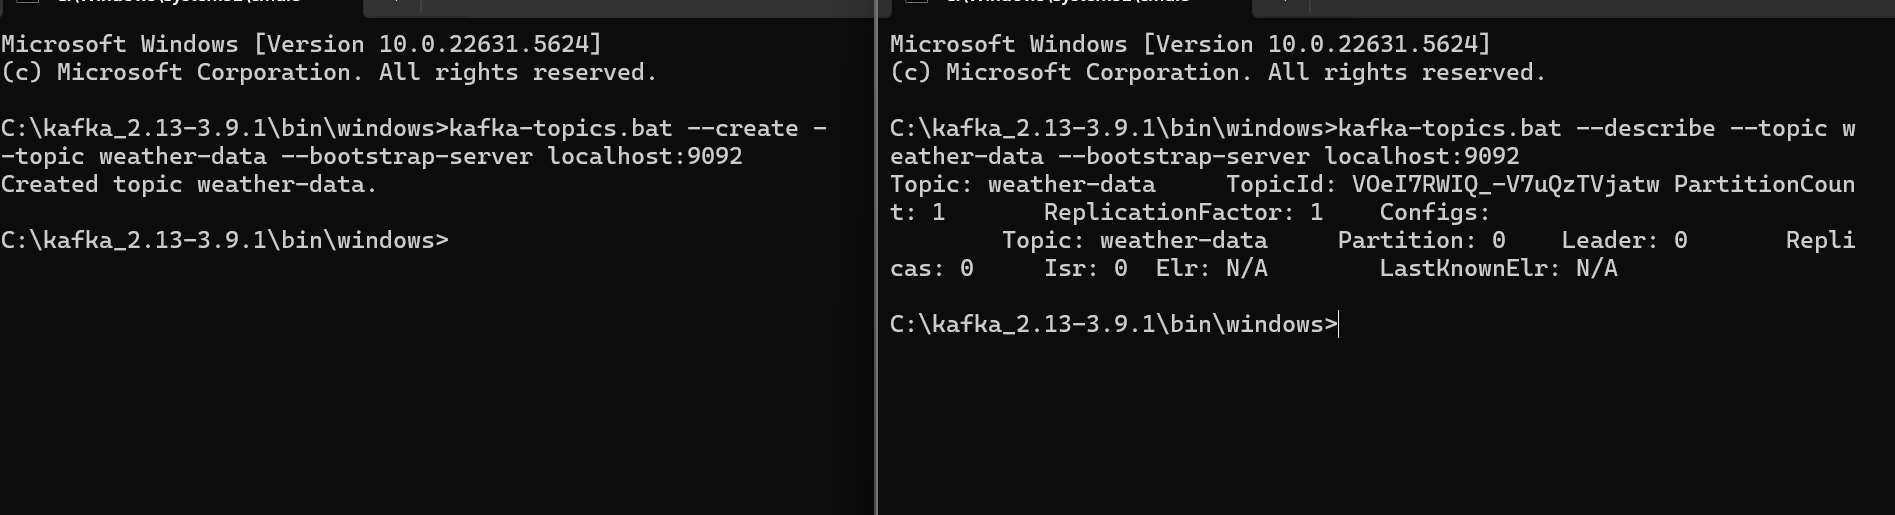 Microsoft Windows [Version 10.0.22631.5624]
(c) Microsoft Corporation. All rights reserved.
C:\kafka_2.13-3.9.1\bin\windows>kafka-topics.bat --create -
-topic weather-data --bootstrap-server localhost:9092
Created topic weather-data.
C:\kafka_2.13-3.9.1\bin\windows>
Microsoft Windows [Version 10.0.22631.5624]
(c) Microsoft Corporation. All rights reserved.
C:\kafka_2.13-3.9.1\bin\windows>kafka-topics.bat --describe --topic w
eather-data --bootstrap-server localhost:9092
Topic: weather-data     TopicId: VOeI7RWIQ_-V7uQzTVjatw PartitionCoun
t: 1       ReplicationFactor: 1    Configs:
        Topic: weather-data     Partition: 0    Leader: 0       Repli
cas: 0     Isr: 0  Elr: N/A        LastKnownElr: N/A
C:\kafka_2.13-3.9.1\bin\windows>